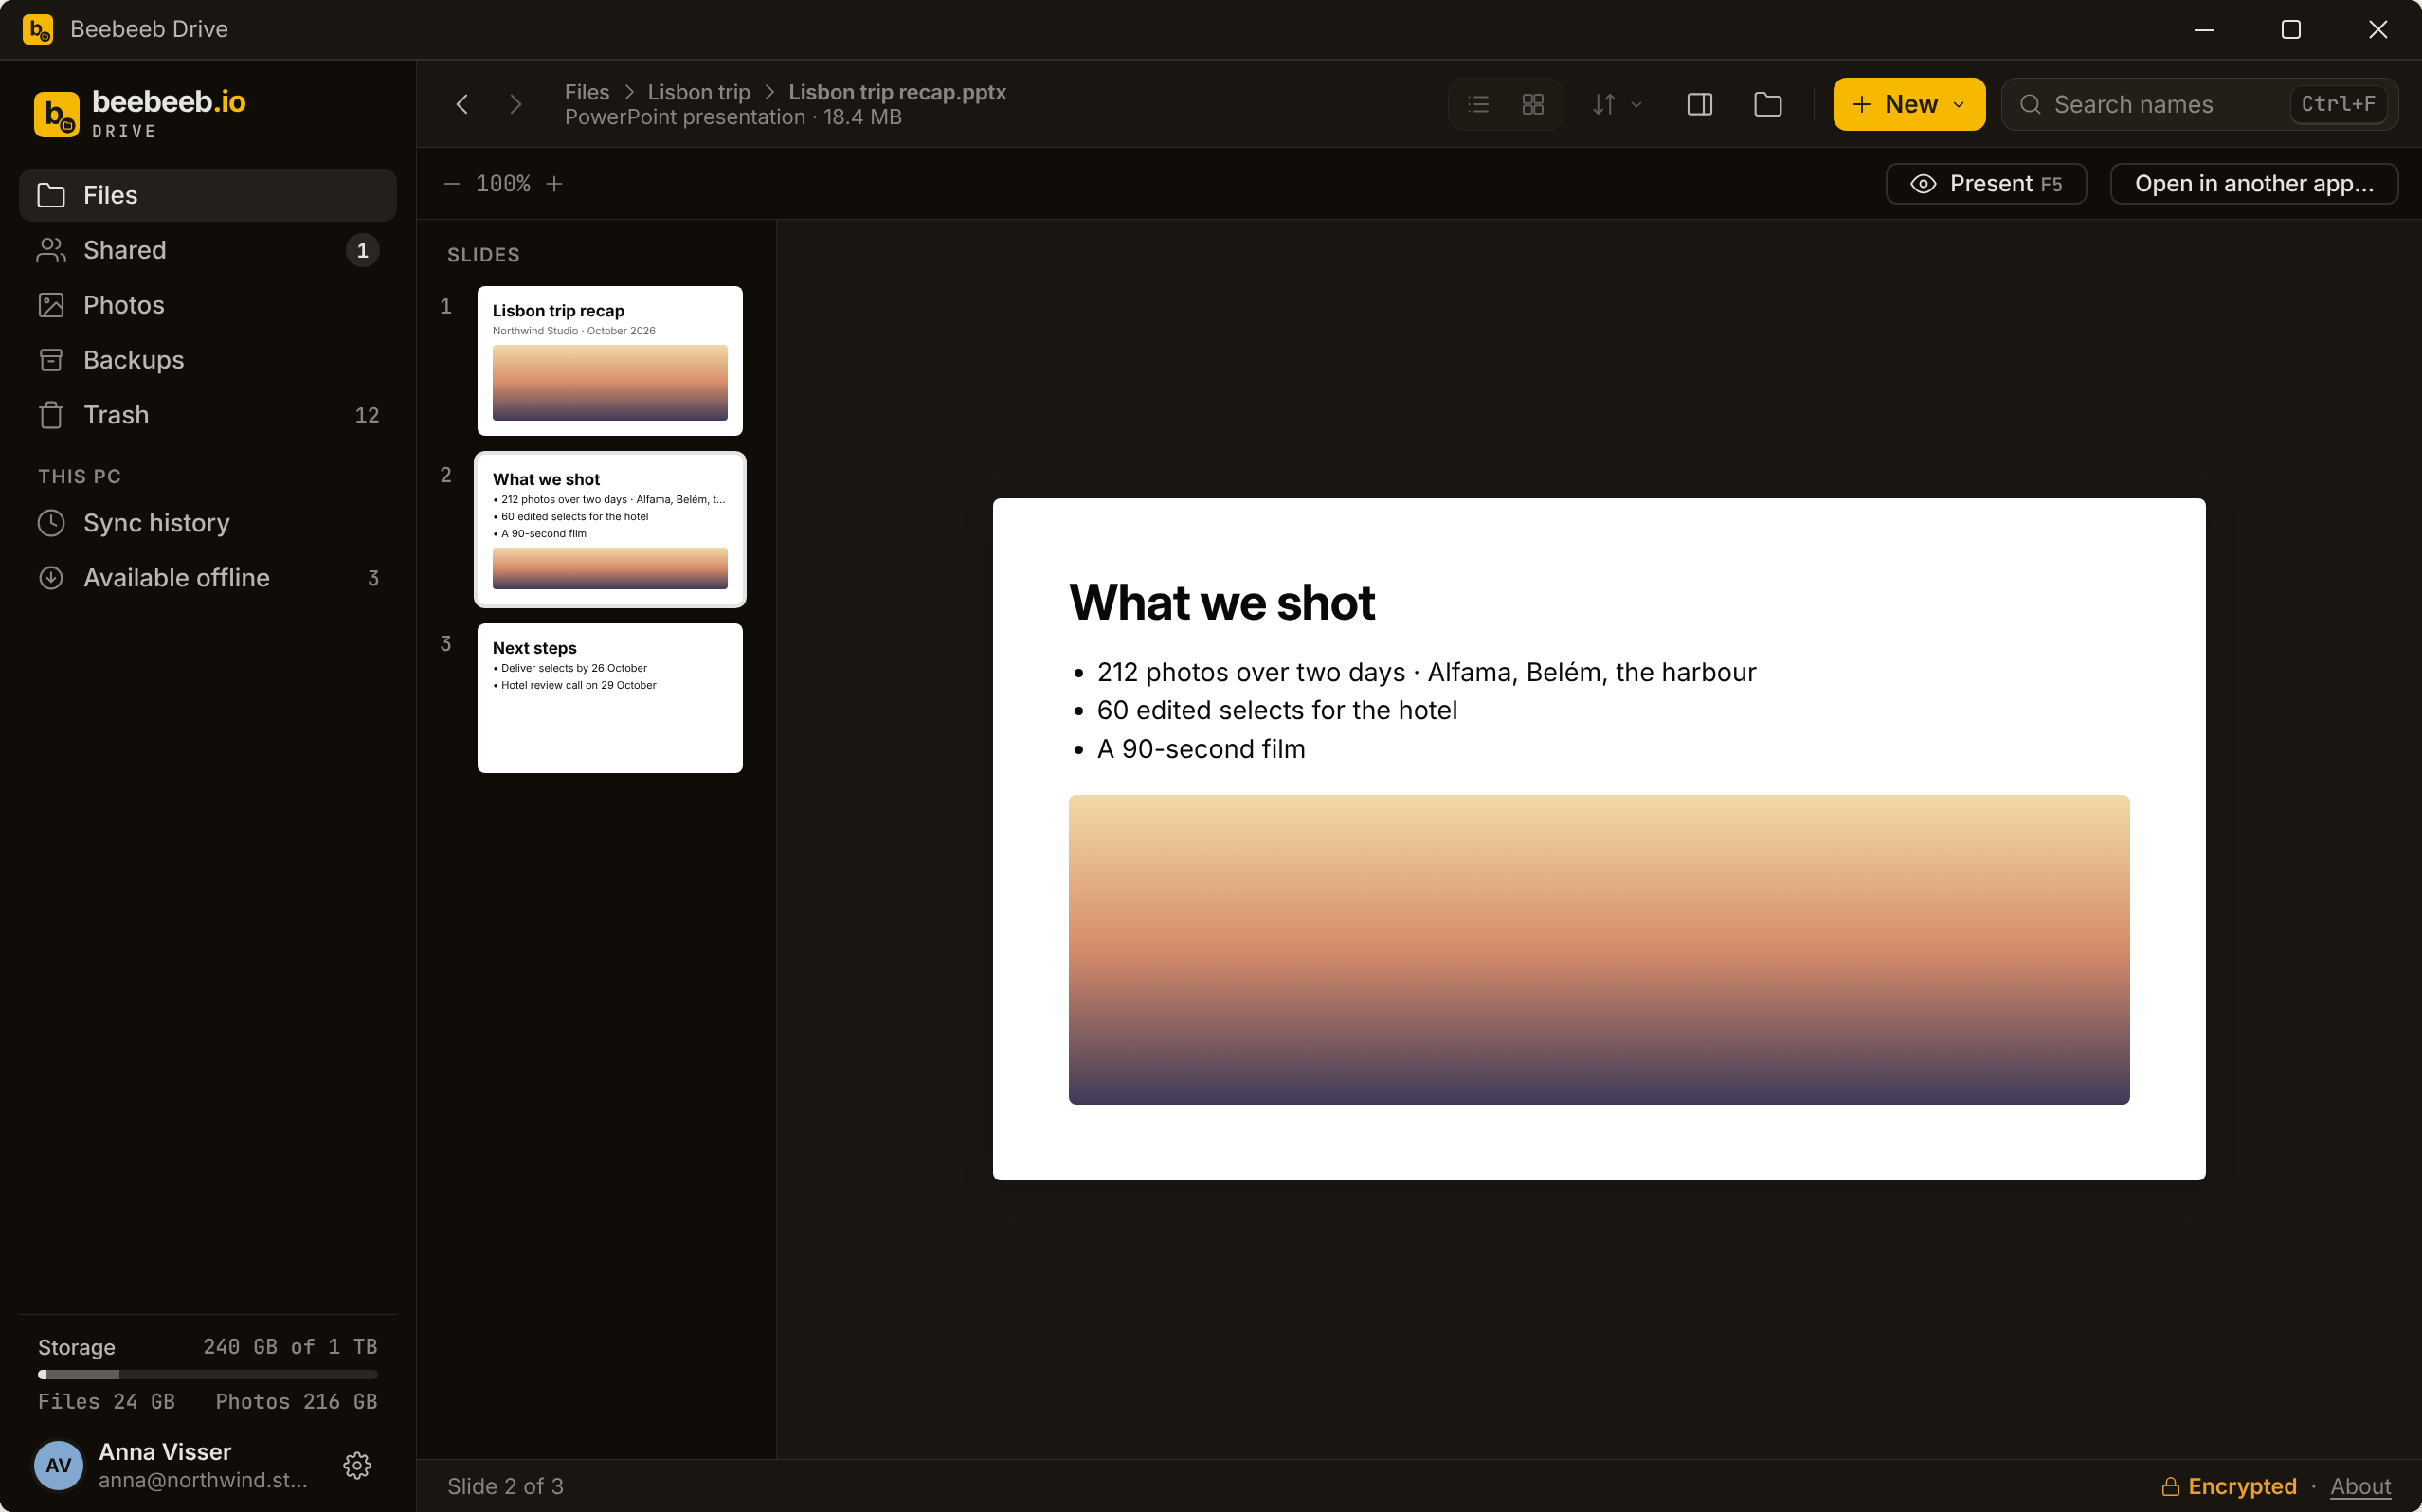 b
Beebeeb Drive
b
beebeeb.io
DRIVE
Files
Shared 1
Photos
Backups
Trash 12
THIS PC
Sync history
Available offline 3
Storage 240 GB of 1 TB
Files 24 GB Photos 216 GB
AV
Anna Visser
anna@northwind.st...
Files > Lisbon trip > Lisbon trip recap.pptx
PowerPoint presentation · 18.4 MB
+ New
Search names Ctrl+F
— 100% +
Present F5
Open in another app...
SLIDES
1
Lisbon trip recap
Northwind Studio · October 2026
2
What we shot
• 212 photos over two days · Alfama, Belém, t...
• 60 edited selects for the hotel
• A 90-second film
3
Next steps
• Deliver selects by 26 October
• Hotel review call on 29 October
What we shot
• 212 photos over two days · Alfama, Belém, the harbour
• 60 edited selects for the hotel
• A 90-second film
Slide 2 of 3
Encrypted · About